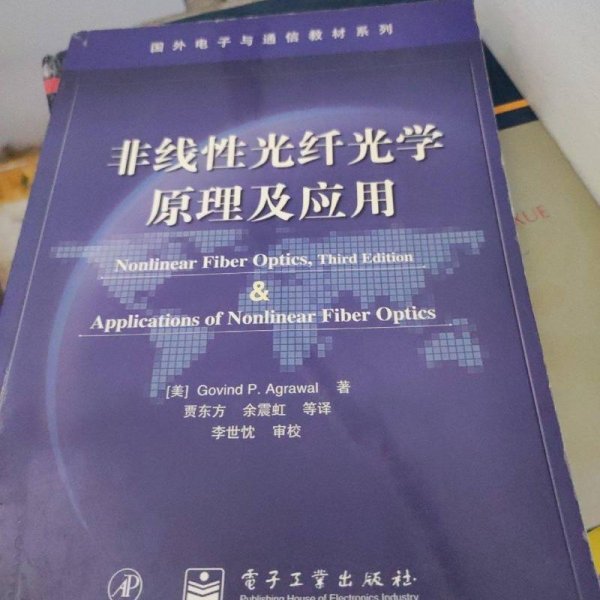 国外电子与通信教材系列
非线性光纤光学
原理及应用
Nonlinear Fiber Optics, Third Edition
&
Applications of Nonlinear Fiber Optics
[美] Govind P. Agrawal 著
贾东方 余震虹 等译
李世忱 审校
AP
電子工業出版社·
Publishing House of Electronics Industry
XUE